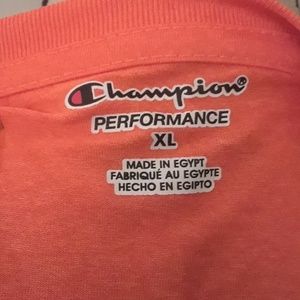 Champion®
PERFORMANCE
XL
MADE IN EGYPT
FABRIQUÉ AU EGYPTE
HECHO EN EGIPTO